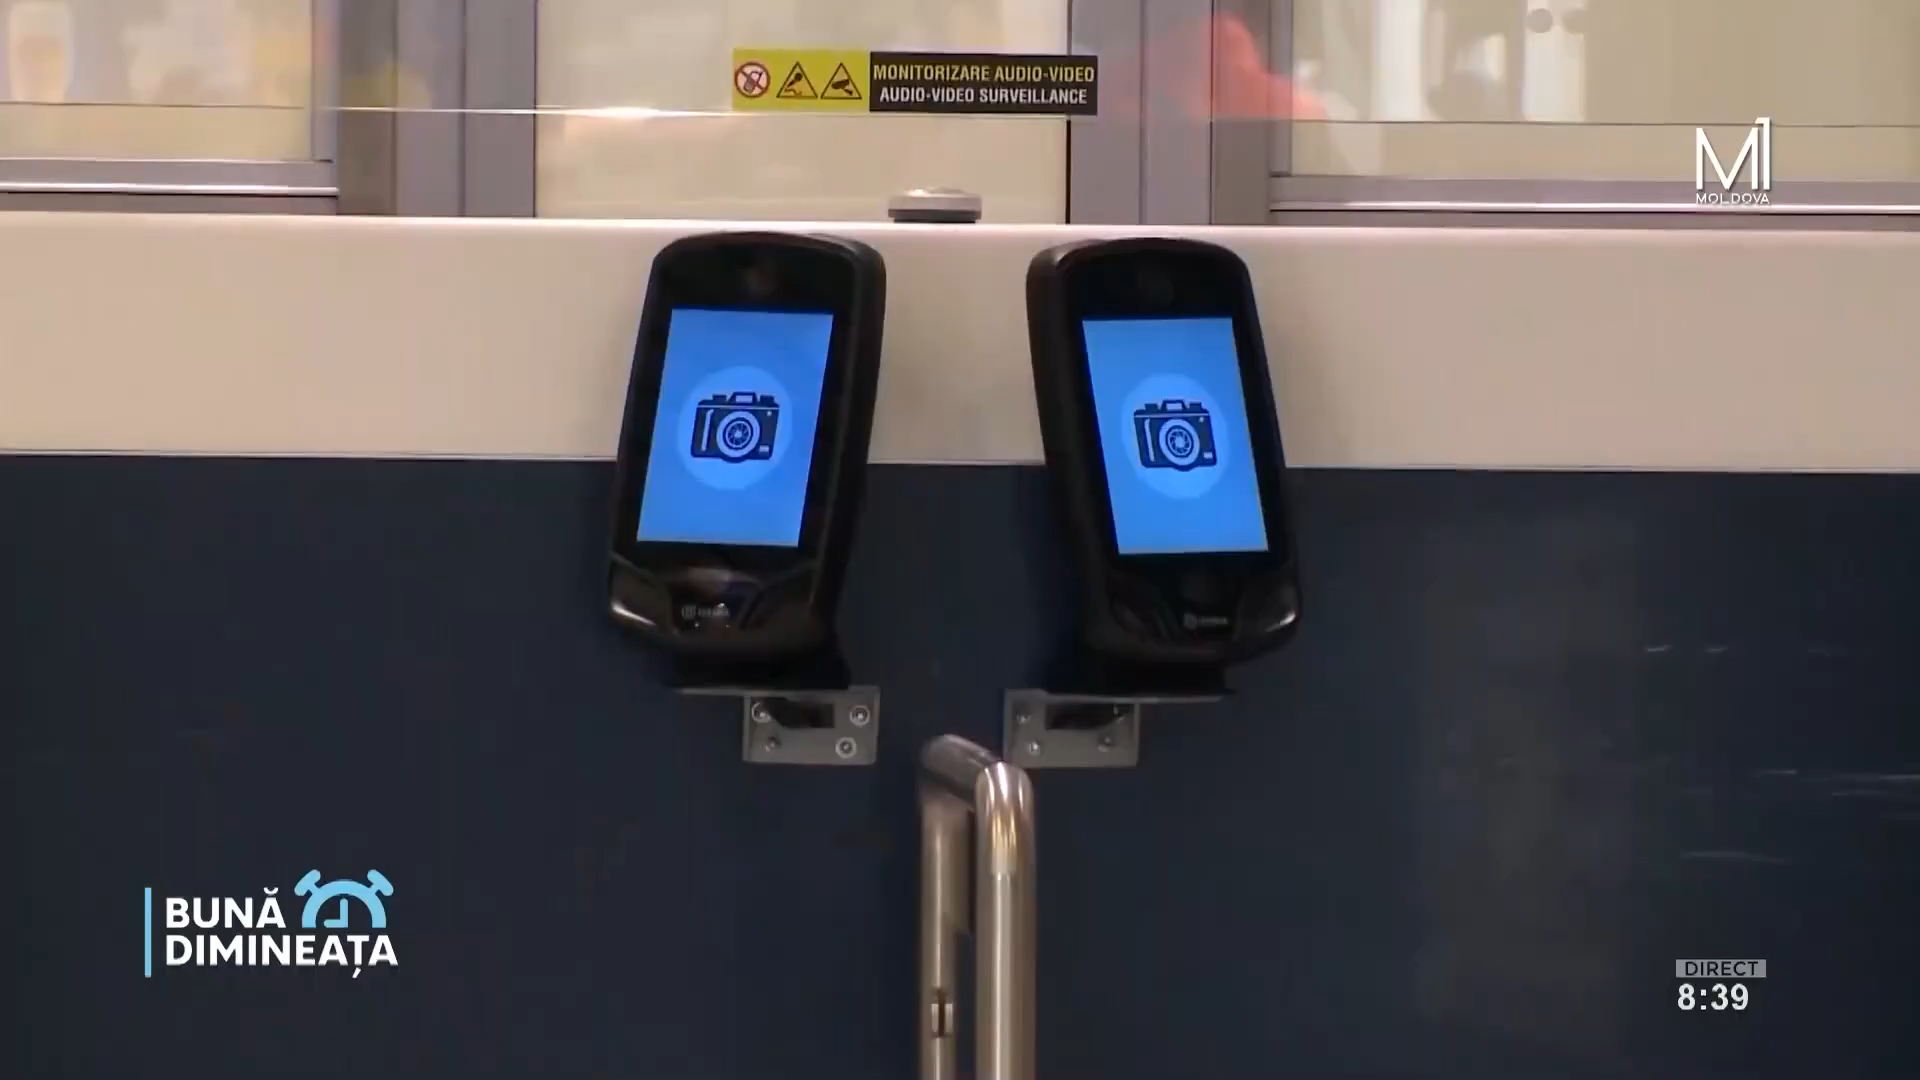 MONITORIZARE AUDIO-VIDEO
AUDIO-VIDEO SURVEILLANCE
M1
MOLDOVA
BUNĂ
DIMINEAȚA
DIRECT
8:39